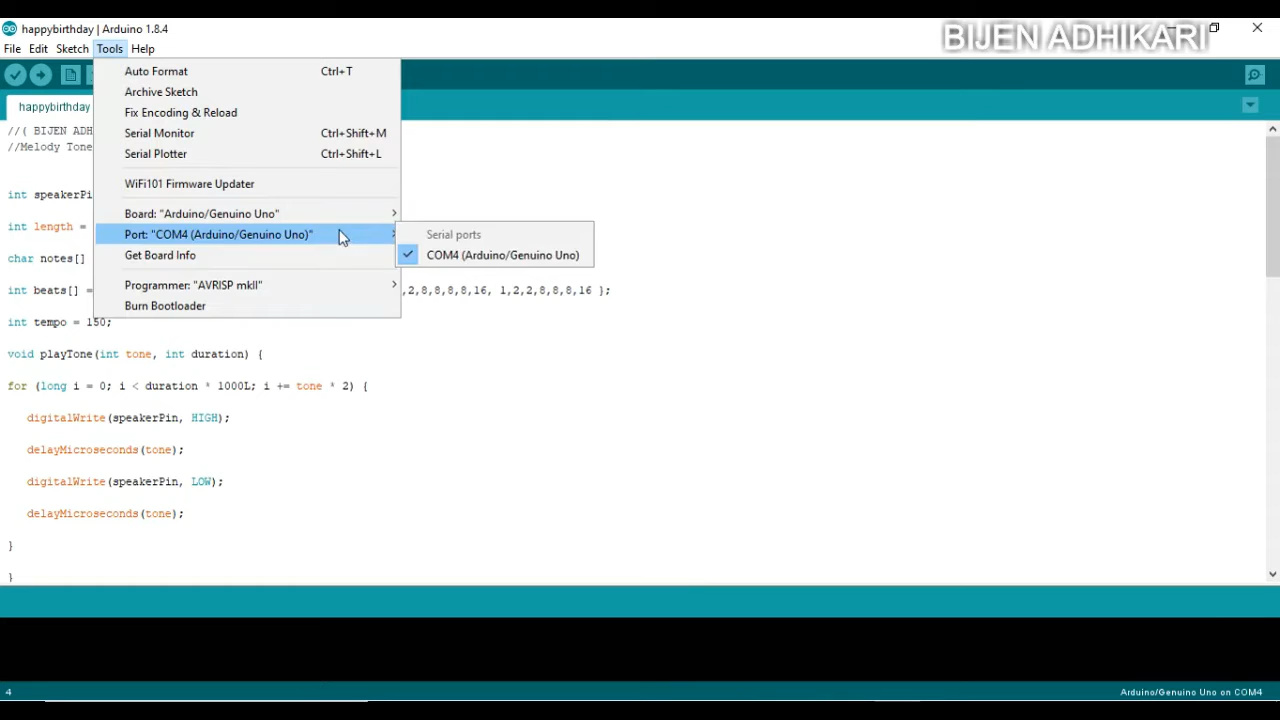 happybirthday | Arduino 1.8.4
BIJEN ADHIKARI
File Edit Sketch Tools Help
Auto Format Ctrl+T
Archive Sketch
Fix Encoding & Reload
Serial Monitor Ctrl+Shift+M
Serial Plotter Ctrl+Shift+L
WiFi101 Firmware Updater
Board: "Arduino/Genuino Uno"
Port: "COM4 (Arduino/Genuino Uno)"
Get Board Info
Programmer: "AVRISP mkII"
Burn Bootloader
Serial ports
COM4 (Arduino/Genuino Uno)
happybirthday
//( BIJEN ADH
//Melody Tone
int speakerPi
int length =
char notes[]
int beats[] = ,2,8,8,8,8,16, 1,2,2,8,8,8,16 };
int tempo = 150;
void playTone(int tone, int duration) {
for (long i = 0; i < duration * 1000L; i += tone * 2) {
digitalWrite(speakerPin, HIGH);
delayMicroseconds(tone);
digitalWrite(speakerPin, LOW);
delayMicroseconds(tone);
}
}
4 Arduino/Genuino Uno on COM4